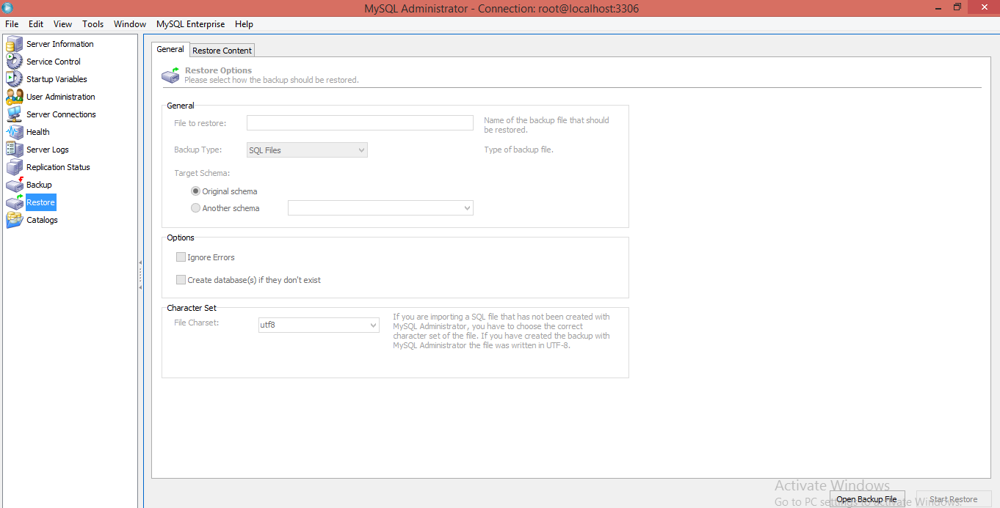 MySQL Administrator - Connection: root@localhost:3306
File Edit View Tools Window MySQL Enterprise Help
Server Information
Service Control
Startup Variables
User Administration
Server Connections
Health
Server Logs
Replication Status
Backup
Restore
Catalogs
General Restore Content
Restore Options
Please select how the backup should be restored.
General
File to restore:
Name of the backup file that should
be restored.
Backup Type: SQL Files Type of backup file.
Target Schema:
Original schema
Another schema
Options
Ignore Errors
Create database(s) if they don't exist
Character Set
File Charset: utf8
If you are importing a SQL file that has not been created with
MySQL Administrator, you have to choose the correct
character set of the file. If you have created the backup with
MySQL Administrator the file was written in UTF-8.
Activate Windows
Go to PC settings to activate Windows.
Open Backup File Start Restore